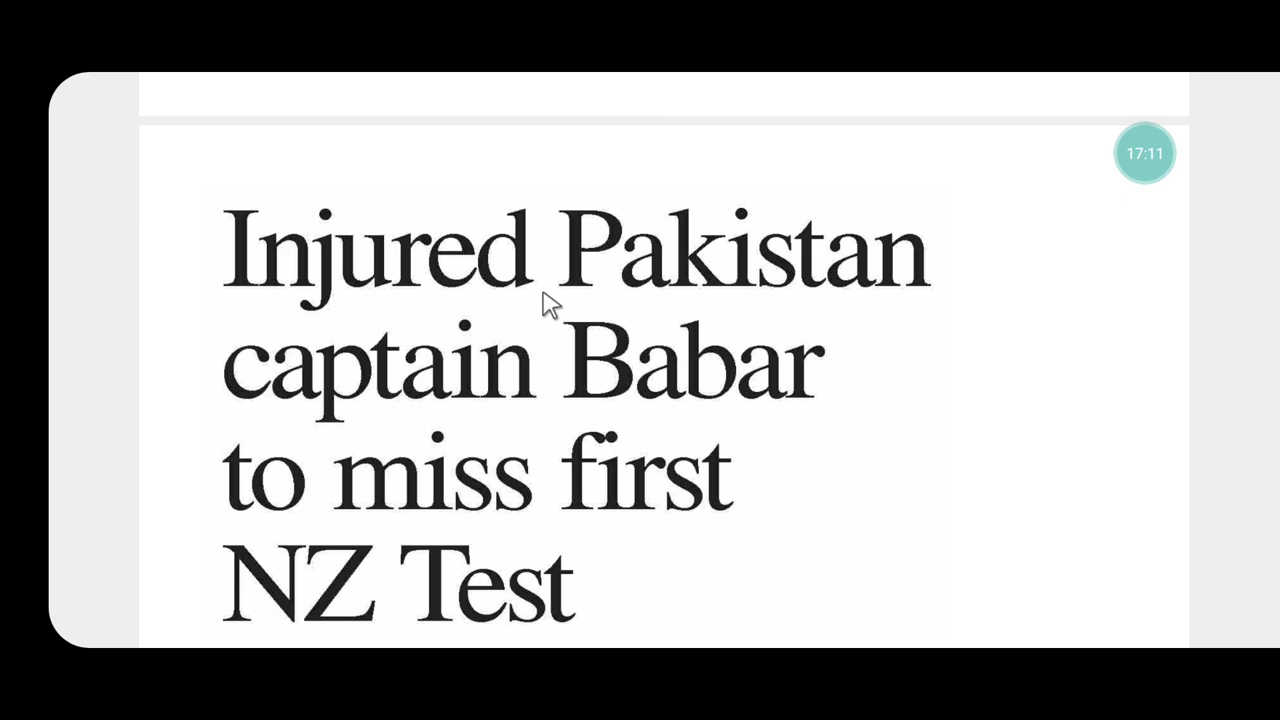 17:11
Injured Pakistan
captain Babar
to miss first
NZ Test